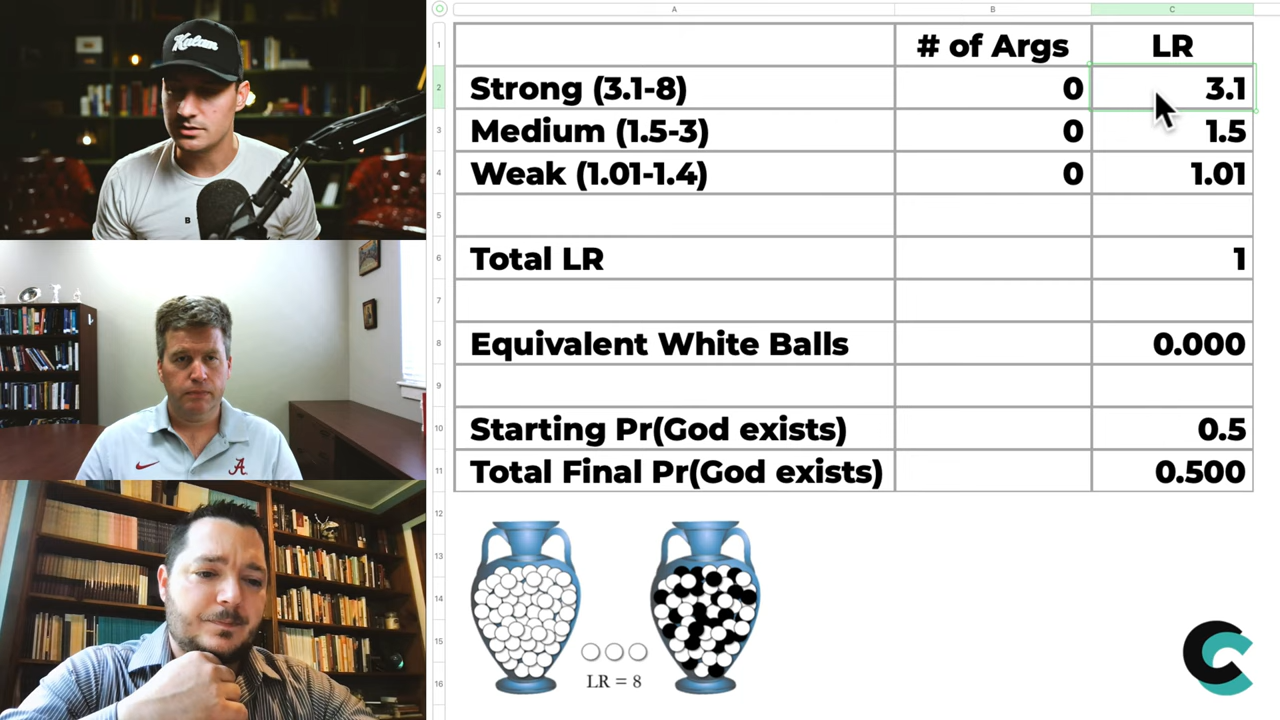 Kalam
B
A
A B C
1 # of Args LR
2 Strong (3.1-8) 0 3.1
3 Medium (1.5-3) 0 1.5
4 Weak (1.01-1.4) 0 1.01
5
6 Total LR 1
7
8 Equivalent White Balls 0.000
9
10 Starting Pr(God exists) 0.5
11 Total Final Pr(God exists) 0.500
12
13
14
15
16
LR = 8